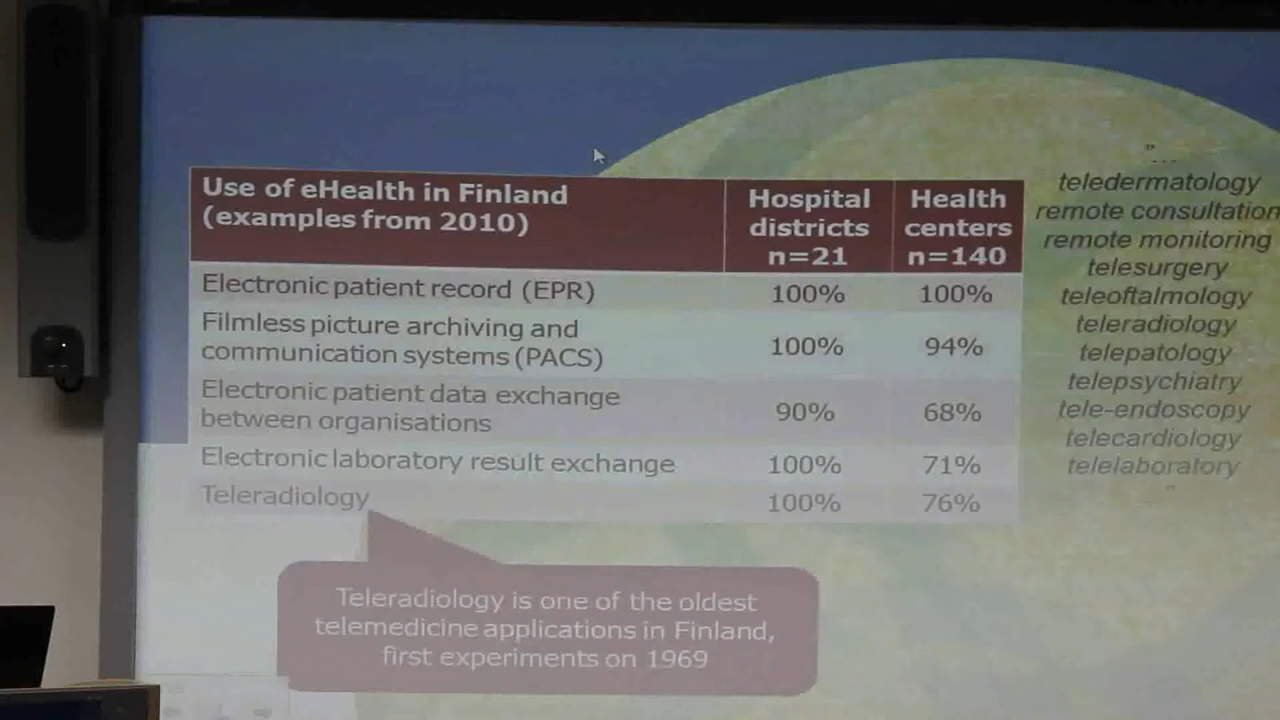 Use of eHealth in Finland
(examples from 2010)
Hospital
districts
n=21
Health
centers
n=140
Electronic patient record (EPR)
100%
100%
Filmless picture archiving and
communication systems (PACS)
100%
94%
Electronic patient data exchange
between organisations
90%
68%
Electronic laboratory result exchange
100%
71%
Teleradiology
100%
76%
Teleradiology is one of the oldest
telemedicine applications in Finland,
first experiments on 1969
"...
teledermatology
remote consultation
remote monitoring
telesurgery
teleoftalmology
teleradiology
telepatology
telepsychiatry
tele-endoscopy
telecardiology
telelaboratory
"